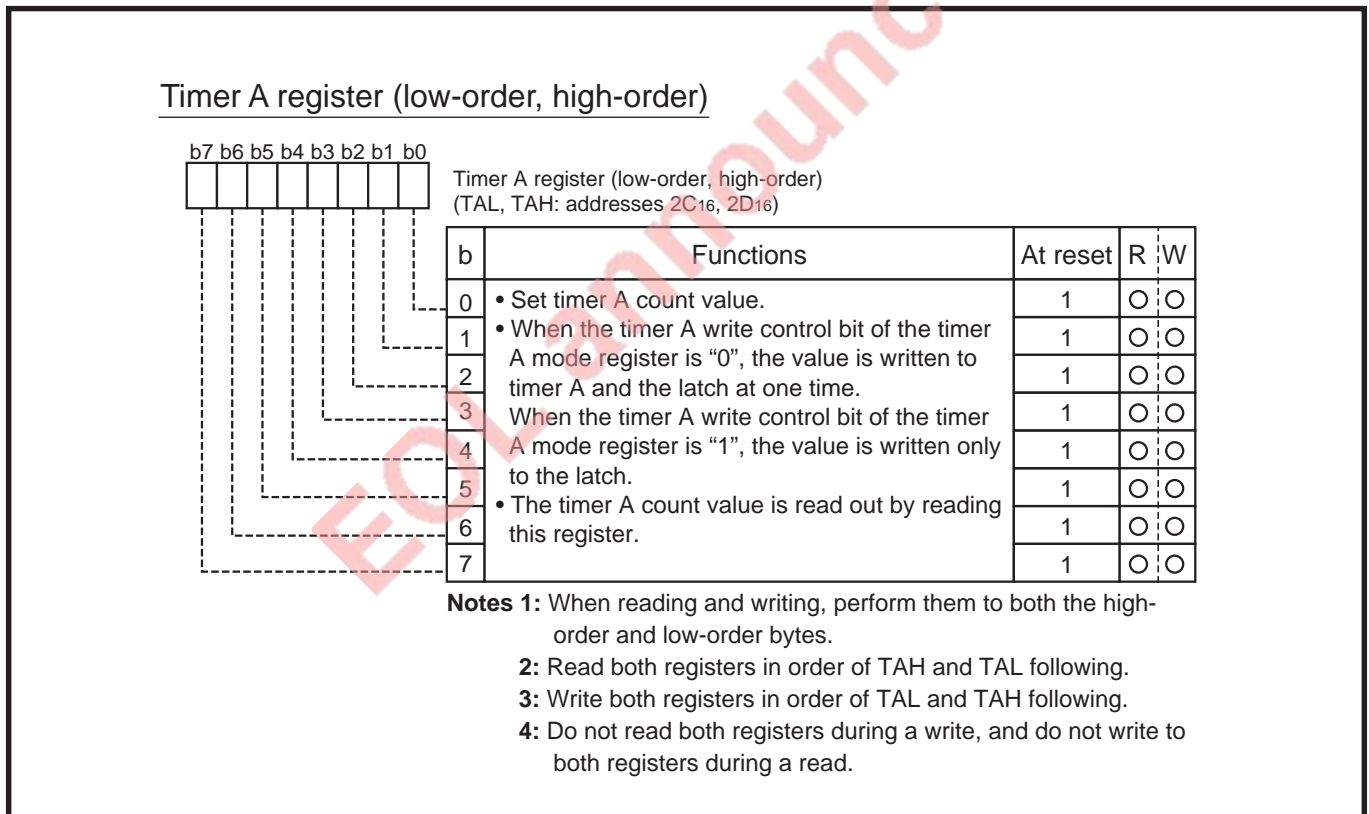 Timer A register (low-order, high-order)
b7 b6 b5 b4 b3 b2 b1 b0
Timer A register (low-order, high-order)
(TAL, TAH: addresses 2C16, 2D16)
b Functions At reset R W
0 • Set timer A count value. 1 O O
1 • When the timer A write control bit of the timer 1 O O
A mode register is “0”, the value is written to
2 timer A and the latch at one time. 1 O O
3 When the timer A write control bit of the timer 1 O O
4 A mode register is “1”, the value is written only 1 O O
to the latch.
5 • The timer A count value is read out by reading 1 O O
6 this register. 1 O O
7 1 O O
Notes 1: When reading and writing, perform them to both the high-
order and low-order bytes.
2: Read both registers in order of TAH and TAL following.
3: Write both registers in order of TAL and TAH following.
4: Do not read both registers during a write, and do not write to
both registers during a read.
EOL announc